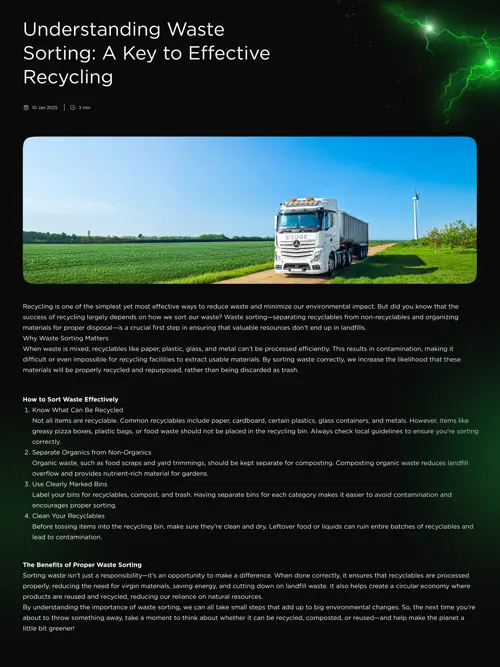 Understanding Waste
Sorting: A Key to Effective
Recycling
10 Jan 2025 | 3 min
Recycling is one of the simplest yet most effective ways to reduce waste and minimize our environmental impact. But did you know that the
success of recycling largely depends on how we sort our waste? Waste sorting—separating recyclables from non-recyclables and organizing
materials for proper disposal—is a crucial first step in ensuring that valuable resources don't end up in landfills.
Why Waste Sorting Matters
When waste is mixed, recyclables like paper, plastic, glass, and metal can't be processed efficiently. This results in contamination, making it
difficult or even impossible for recycling facilities to extract usable materials. By sorting waste correctly, we increase the likelihood that these
materials will be properly recycled and repurposed, rather than being discarded as trash.
How to Sort Waste Effectively
1. Know What Can Be Recycled
Not all items are recyclable. Common recyclables include paper, cardboard, certain plastics, glass containers, and metals. However, items like
greasy pizza boxes, plastic bags, or food waste should not be placed in the recycling bin. Always check local guidelines to ensure you're sorting
correctly.
2. Separate Organics from Non-Organics
Organic waste, such as food scraps and yard trimmings, should be kept separate for composting. Composting organic waste reduces landfill
overflow and provides nutrient-rich material for gardens.
3. Use Clearly Marked Bins
Label your bins for recyclables, compost, and trash. Having separate bins for each category makes it easier to avoid contamination and
encourages proper sorting.
4. Clean Your Recyclables
Before tossing items into the recycling bin, make sure they're clean and dry. Leftover food or liquids can ruin entire batches of recyclables and
lead to contamination.
The Benefits of Proper Waste Sorting
Sorting waste isn't just a responsibility—it's an opportunity to make a difference. When done correctly, it ensures that recyclables are processed
properly, reducing the need for virgin materials, saving energy, and cutting down on landfill waste. It also helps create a circular economy where
products are reused and recycled, reducing our reliance on natural resources.
By understanding the importance of waste sorting, we can all take small steps that add up to big environmental changes. So, the next time you're
about to throw something away, take a moment to think about whether it can be recycled, composted, or reused—and help make the planet a
little bit greener!